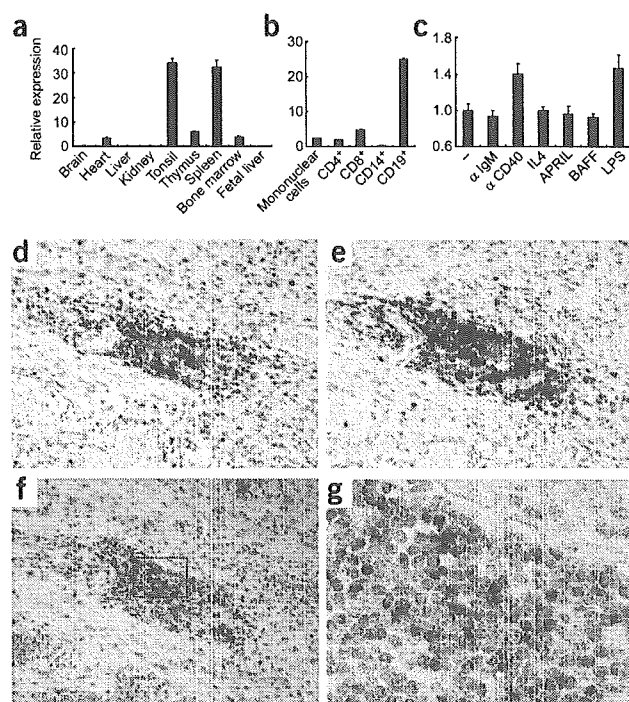 a
Relative expression
40
30
20
10
0
Brain
Heart
Liver
Kidney
Tonsil
Thymus
Spleen
Bone marrow
Fetal liver
b
30
20
10
0
Mononuclear cells
CD4+
CD8+
CD14+
CD19+
c
1.8
1.4
1.0
0.6
–
α IgM
α CD40
IL4
APRIL
BAFF
LPS
d
e
f
g